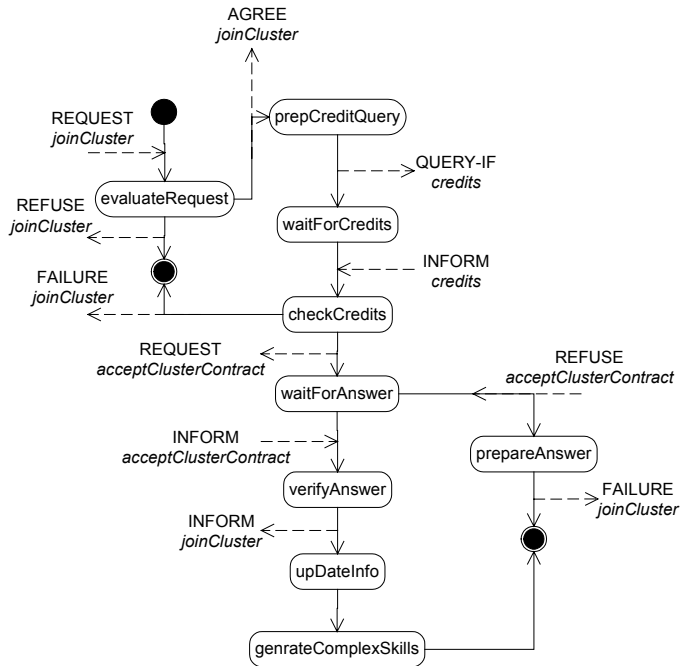 AGREE
joinCluster
REQUEST
joinCluster
prepCreditQuery
QUERY-IF
credits
evaluateRequest
REFUSE
joinCluster
waitForCredits
FAILURE
joinCluster
INFORM
credits
checkCredits
REQUEST
acceptClusterContract
REFUSE
acceptClusterContract
waitForAnswer
INFORM
acceptClusterContract
prepareAnswer
verifyAnswer
FAILURE
joinCluster
INFORM
joinCluster
upDateInfo
genrateComplexSkills